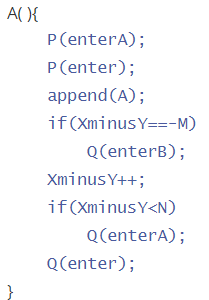 A( ){
P(enterA);
P(enter);
append(A);
if(XminusY==-M)
Q(enterB);
XminusY++;
if(XminusY<N)
Q(enterA);
Q(enter);
}